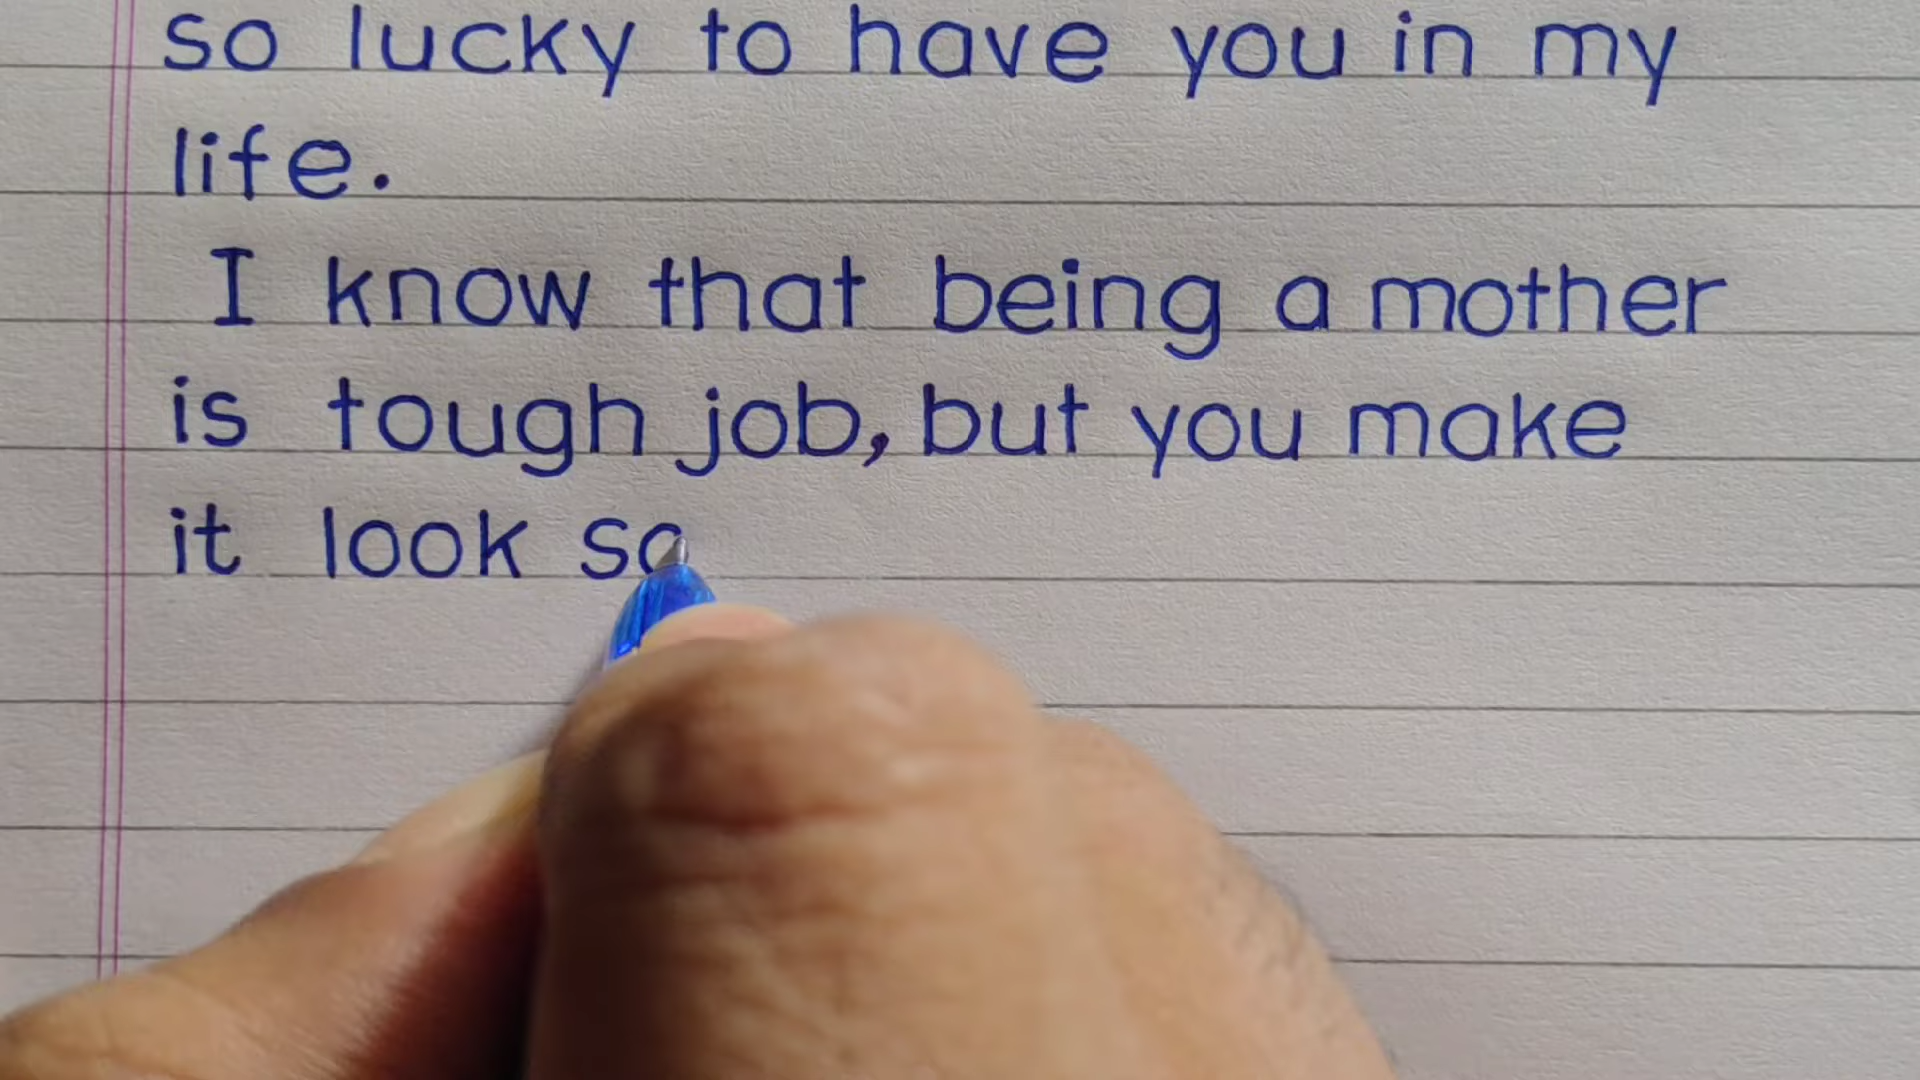 so lucky to have you in my
life.
I know that being a mother
is tough job, but you make
it look so